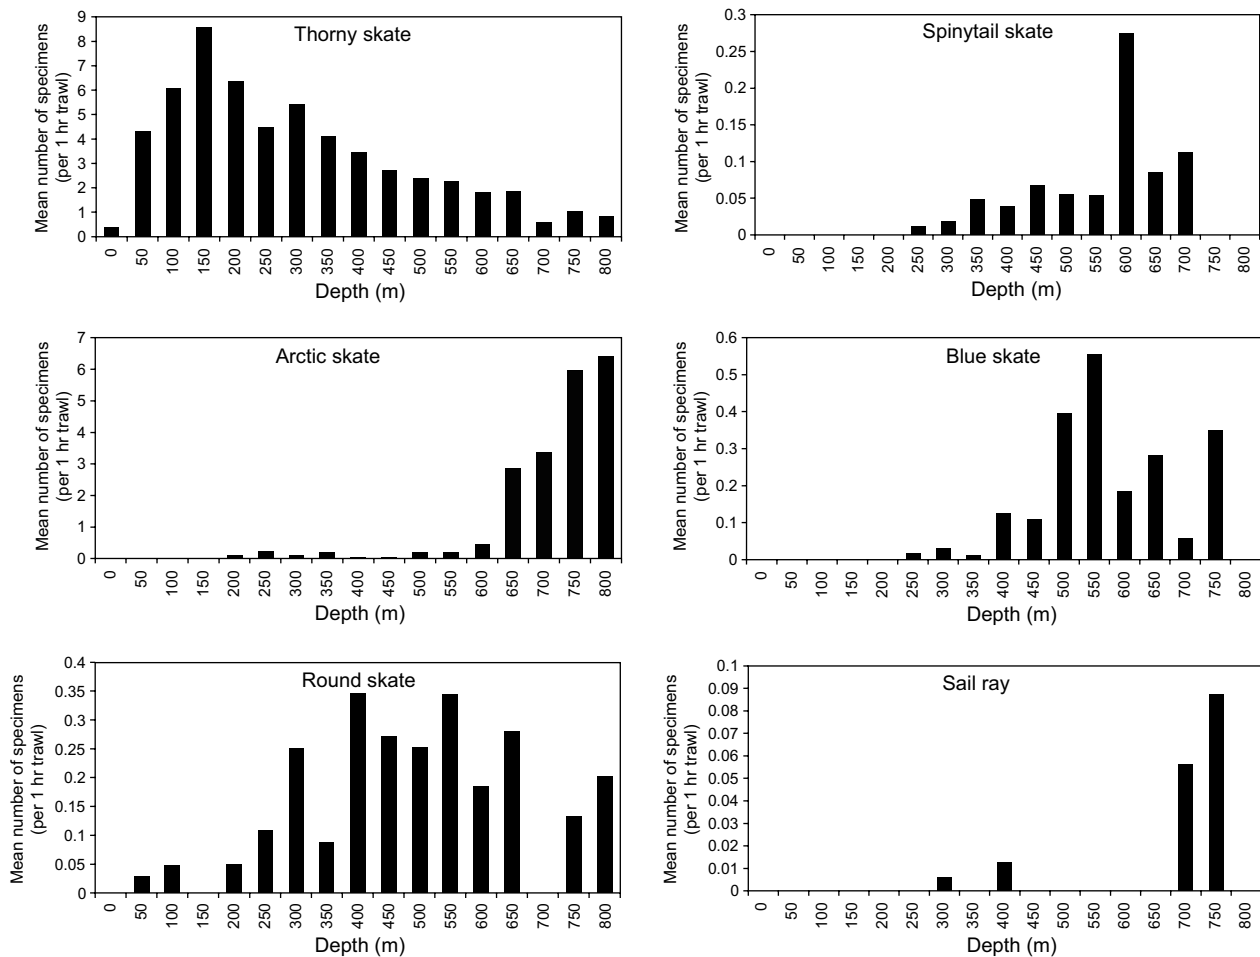 Thorny skate
Mean number of specimens
(per 1 hr trawl)
9
8
7
6
5
4
3
2
1
0
0 50 100 150 200 250 300 350 400 450 500 550 600 650 700 750 800
Depth (m)
Spinytail skate
Mean number of specimens
(per 1 hr trawl)
0.3
0.25
0.2
0.15
0.1
0.05
0
0 50 100 150 200 250 300 350 400 450 500 550 600 650 700 750 800
Depth (m)
Arctic skate
Mean number of specimens
(per 1 hr trawl)
7
6
5
4
3
2
1
0
0 50 100 150 200 250 300 350 400 450 500 550 600 650 700 750 800
Depth (m)
Blue skate
Mean number of specimens
(per 1 hr trawl)
0.6
0.5
0.4
0.3
0.2
0.1
0
0 50 100 150 200 250 300 350 400 450 500 550 600 650 700 750 800
Depth (m)
Round skate
Mean number of specimens
(per 1 hr trawl)
0.4
0.35
0.3
0.25
0.2
0.15
0.1
0.05
0
0 50 100 150 200 250 300 350 400 450 500 550 600 650 700 750 800
Depth (m)
Sail ray
Mean number of specimens
(per 1 hr trawl)
0.1
0.09
0.08
0.07
0.06
0.05
0.04
0.03
0.02
0.01
0
0 50 100 150 200 250 300 350 400 450 500 550 600 650 700 750 800
Depth (m)